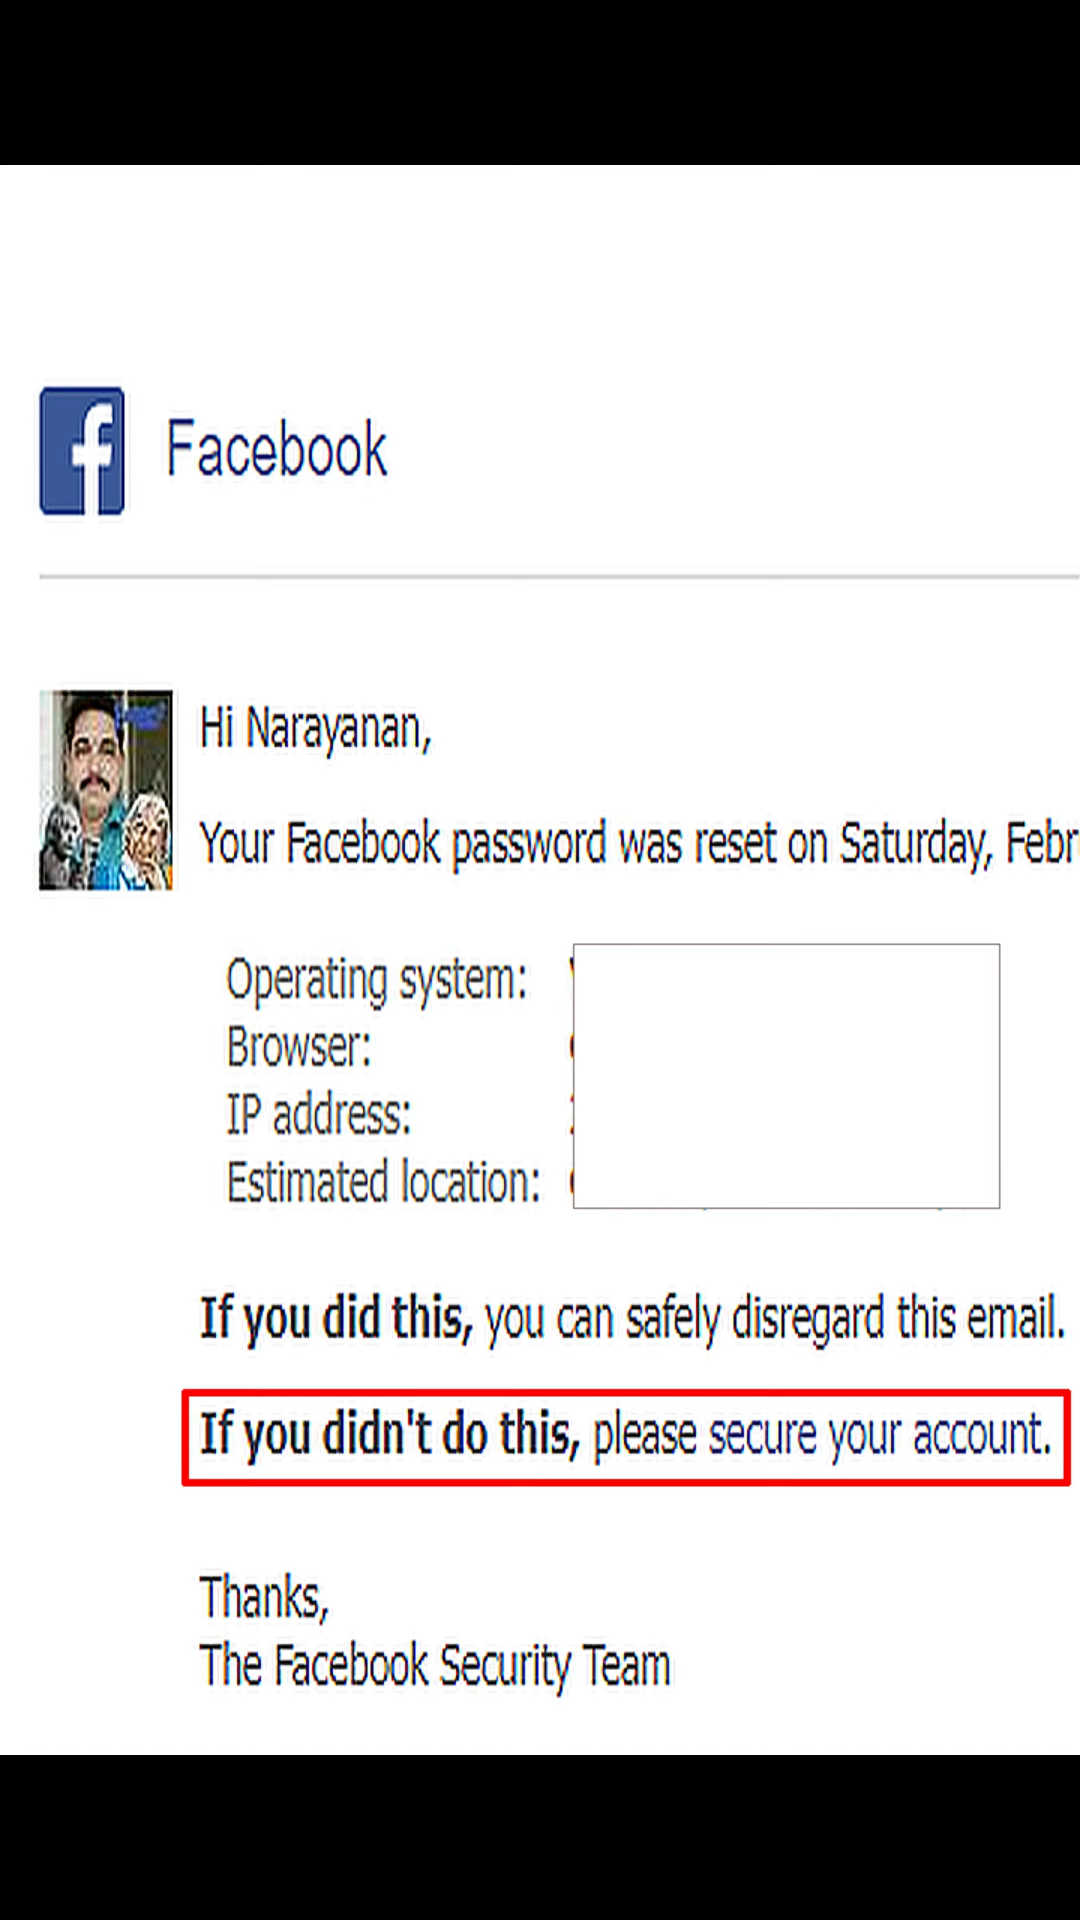 Facebook
Hi Narayanan,
Your Facebook password was reset on Saturday,
Operating system:
Browser:
IP address:
Estimated location:
If you did this, you can safely disregard this email.
If you didn't do this, please secure your account.
Thanks,
The Facebook Security Team